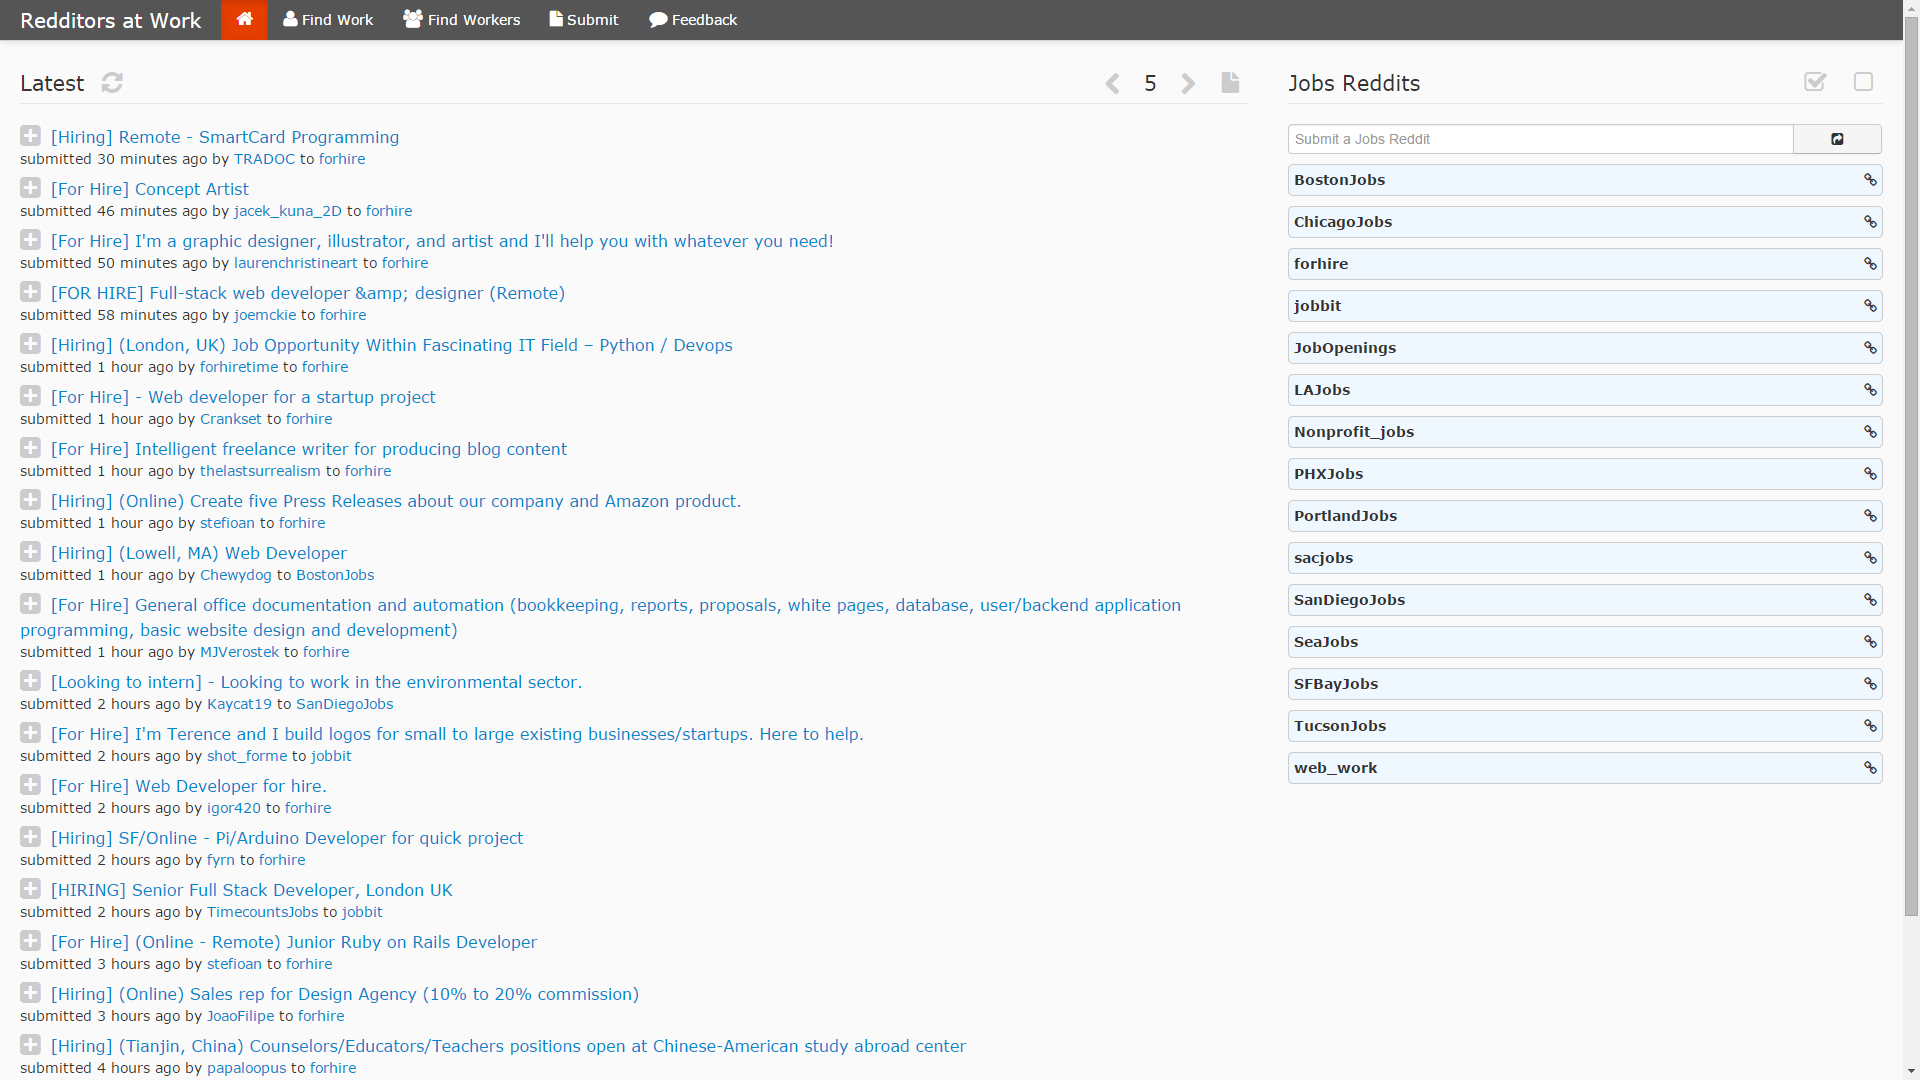 Redditors at Work
Find Work
Find Workers
Submit
Feedback
Latest
5
[Hiring] Remote - SmartCard Programming
submitted 30 minutes ago by TRADOC to forhire
[For Hire] Concept Artist
submitted 46 minutes ago by jacek_kuna_2D to forhire
[For Hire] I'm a graphic designer, illustrator, and artist and I'll help you with whatever you need!
submitted 50 minutes ago by laurenchristineart to forhire
[FOR HIRE] Full-stack web developer &amp; designer (Remote)
submitted 58 minutes ago by joemckie to forhire
[Hiring] (London, UK) Job Opportunity Within Fascinating IT Field – Python / Devops
submitted 1 hour ago by forhiretime to forhire
[For Hire] - Web developer for a startup project
submitted 1 hour ago by Crankset to forhire
[For Hire] Intelligent freelance writer for producing blog content
submitted 1 hour ago by thelastsurrealism to forhire
[Hiring] (Online) Create five Press Releases about our company and Amazon product.
submitted 1 hour ago by stefioan to forhire
[Hiring] (Lowell, MA) Web Developer
submitted 1 hour ago by Chewydog to BostonJobs
[For Hire] General office documentation and automation (bookkeeping, reports, proposals, white pages, database, user/backend application
programming, basic website design and development)
submitted 1 hour ago by MJVerostek to forhire
[Looking to intern] - Looking to work in the environmental sector.
submitted 2 hours ago by Kaycat19 to SanDiegoJobs
[For Hire] I'm Terence and I build logos for small to large existing businesses/startups. Here to help.
submitted 2 hours ago by shot_forme to jobbit
[For Hire] Web Developer for hire.
submitted 2 hours ago by igor420 to forhire
[Hiring] SF/Online - Pi/Arduino Developer for quick project
submitted 2 hours ago by fyrn to forhire
[HIRING] Senior Full Stack Developer, London UK
submitted 2 hours ago by TimecountsJobs to jobbit
[For Hire] (Online - Remote) Junior Ruby on Rails Developer
submitted 3 hours ago by stefioan to forhire
[Hiring] (Online) Sales rep for Design Agency (10% to 20% commission)
submitted 3 hours ago by JoaoFilipe to forhire
[Hiring] (Tianjin, China) Counselors/Educators/Teachers positions open at Chinese-American study abroad center
submitted 4 hours ago by papaloopus to forhire
Jobs Reddits
Submit a Jobs Reddit
BostonJobs
ChicagoJobs
forhire
jobbit
JobOpenings
LAJobs
Nonprofit_jobs
PHXJobs
PortlandJobs
sacjobs
SanDiegoJobs
SeaJobs
SFBayJobs
TucsonJobs
web_work